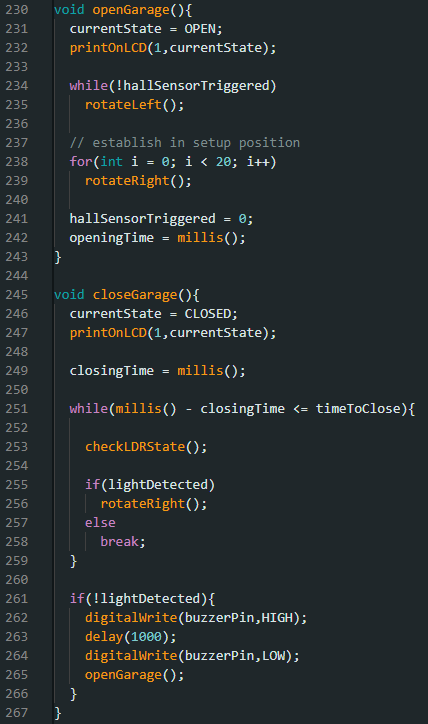 230 void openGarage(){
231   currentState = OPEN;
232   printOnLCD(1,currentState);
233
234   while(!hallSensorTriggered)
235     rotateLeft();
236
237   // establish in setup position
238   for(int i = 0; i < 20; i++)
239     rotateRight();
240
241   hallSensorTriggered = 0;
242   openingTime = millis();
243 }
244
245 void closeGarage(){
246   currentState = CLOSED;
247   printOnLCD(1,currentState);
248
249   closingTime = millis();
250
251   while(millis() - closingTime <= timeToClose){
252
253     checkLDRState();
254
255     if(lightDetected)
256       rotateRight();
257     else
258       break;
259   }
260
261   if(!lightDetected){
262     digitalWrite(buzzerPin,HIGH);
263     delay(1000);
264     digitalWrite(buzzerPin,LOW);
265     openGarage();
266   }
267 }